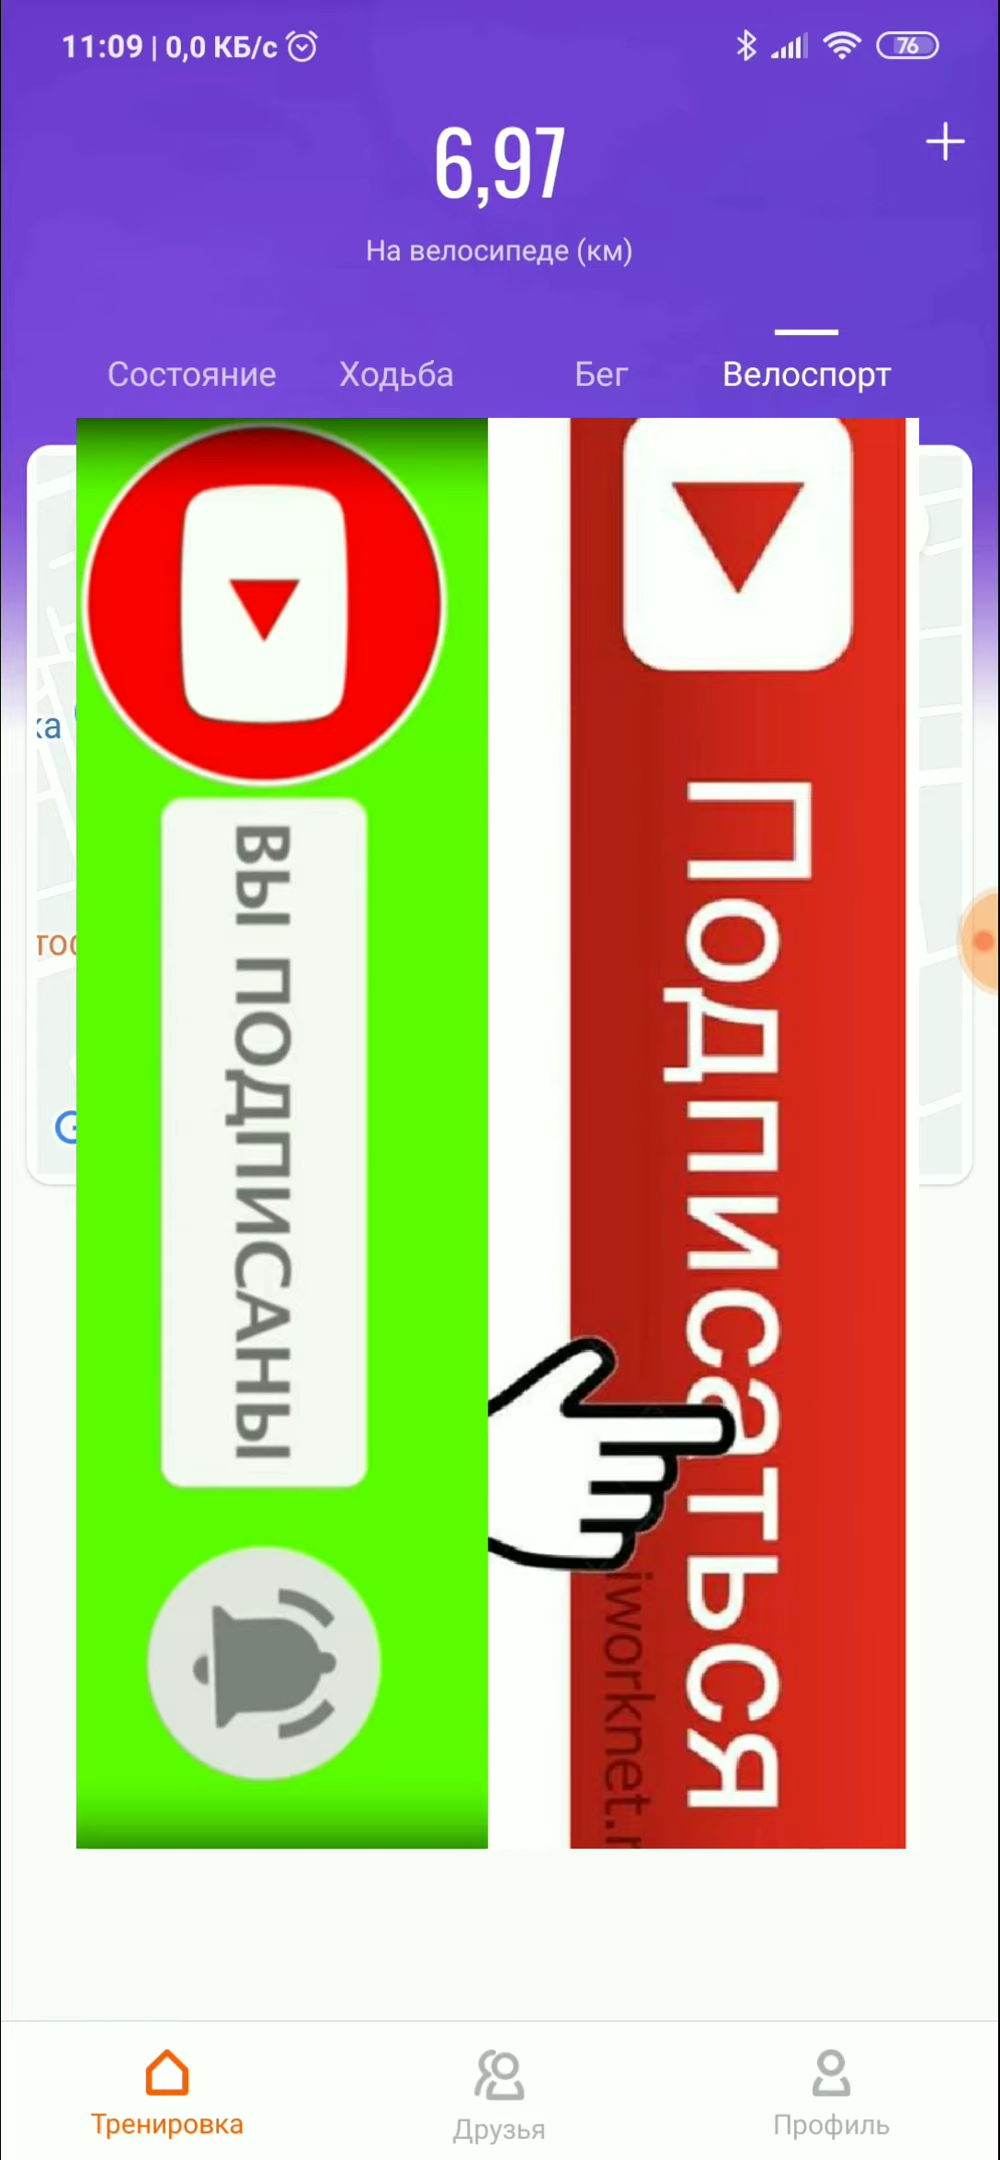 11:09 | 0,0 КБ/с
76
6,97
На велосипеде (км)
Состояние Ходьба Бег Велоспорт
ВЫ ПОДПИСАНЫ
Подписаться
iworknet.
Тренировка Друзья Профиль